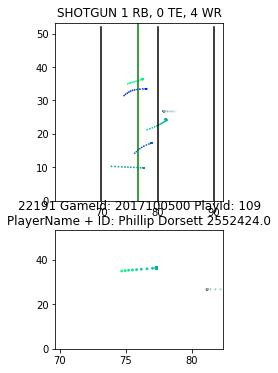 SHOTGUN 1 RB, 0 TE, 4 WR
50
40
30
20
10
0
70 80 90
22191 GameId: 2017100500 PlayId: 109
PlayerName + ID: Phillip Dorsett 2552424.0
40
20
0
70 75 80